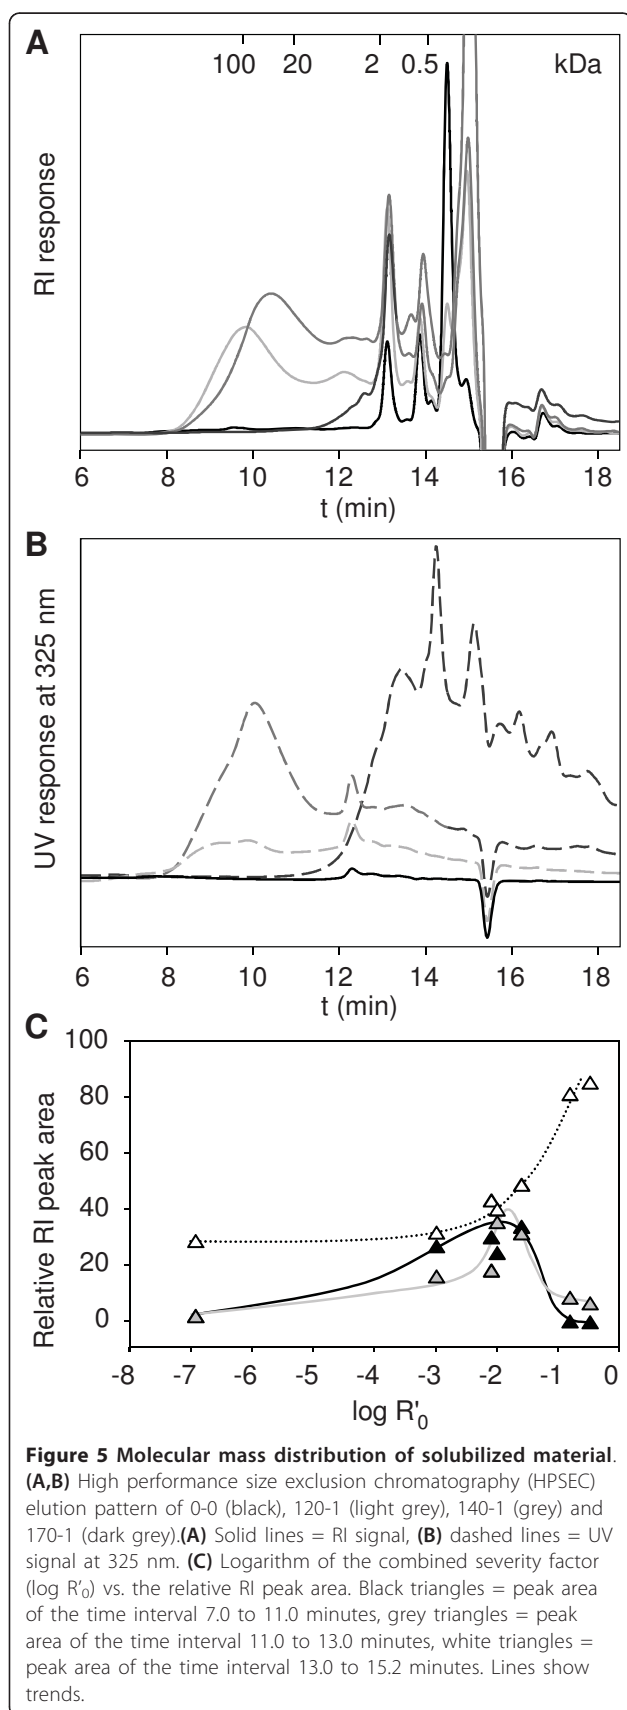 A
100 20 2 0.5 kDa
RI response
6 8 10 12 14 16 18
t (min)
B
UV response at 325 nm
6 8 10 12 14 16 18
t (min)
C
Relative RI peak area
100
80
60
40
20
0
-8 -7 -6 -5 -4 -3 -2 -1 0
log R'0
Figure 5 Molecular mass distribution of solubilized material.
(A,B) High performance size exclusion chromatography (HPSEC)
elution pattern of 0-0 (black), 120-1 (light grey), 140-1 (grey) and
170-1 (dark grey).(A) Solid lines = RI signal, (B) dashed lines = UV
signal at 325 nm. (C) Logarithm of the combined severity factor
(log R'0) vs. the relative RI peak area. Black triangles = peak area
of the time interval 7.0 to 11.0 minutes, grey triangles = peak
area of the time interval 11.0 to 13.0 minutes, white triangles =
peak area of the time interval 13.0 to 15.2 minutes. Lines show
trends.